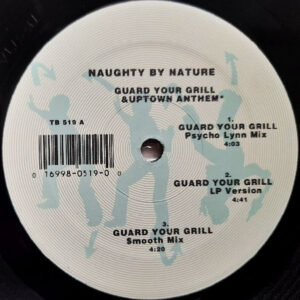 NAUGHTY BY NATURE
GUARD YOUR GRILL
&UPTOWN ANTHEM*
TB 519 A
0 16998-0519-0 0
1.
GUARD YOUR GRILL
Psycho Lynn Mix
4:03
2.
GUARD YOUR GRILL
LP Version
4:41
3.
GUARD YOUR GRILL
Smooth Mix
4:20